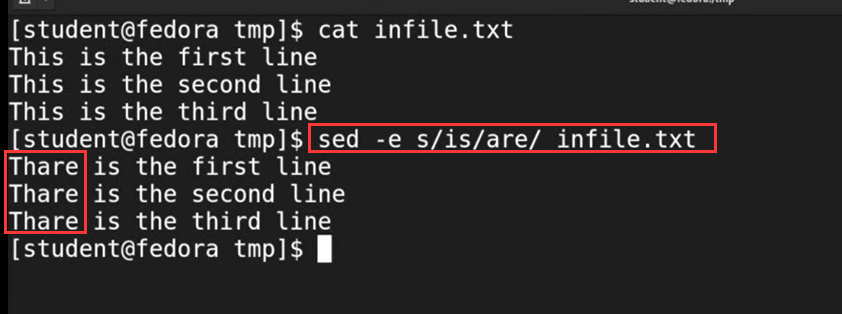 student@fedora:/tmp
[student@fedora tmp]$ cat infile.txt
This is the first line
This is the second line
This is the third line
[student@fedora tmp]$ sed -e s/is/are/ infile.txt
Thare is the first line
Thare is the second line
Thare is the third line
[student@fedora tmp]$